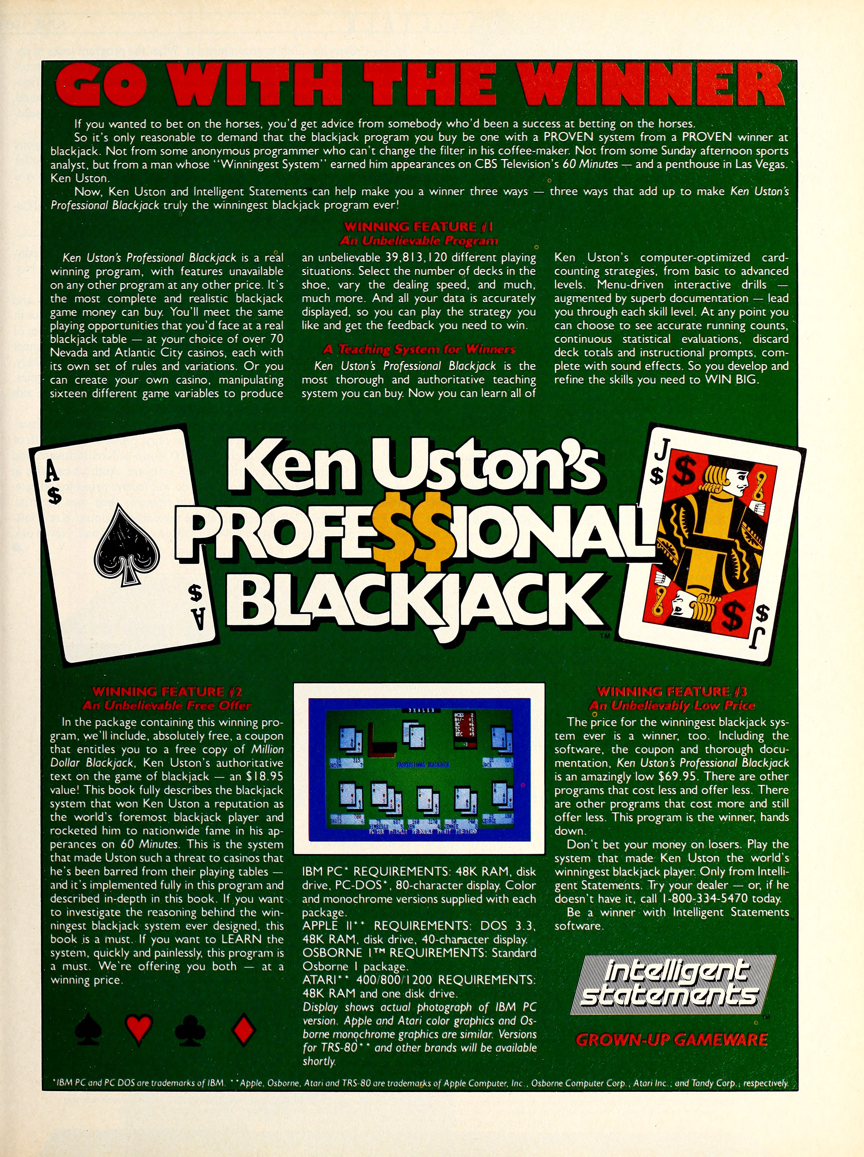 GO WITH THE WINNER
If you wanted to bet on the horses, you'd get advice from somebody who'd been a success at betting on the horses.
So it's only reasonable to demand that the blackjack program you buy be one with a PROVEN system from a PROVEN winner at
blackjack. Not from some anonymous programmer who can't change the filter in his coffee-maker. Not from some Sunday afternoon sports
analyst, but from a man whose "Winningest System" earned him appearances on CBS Television's 60 Minutes — and a penthouse in Las Vegas.
Ken Uston.
Now, Ken Uston and Intelligent Statements can help make you a winner three ways — three ways that add up to make Ken Uston's
Professional Blackjack truly the winningest blackjack program ever!
WINNING FEATURE #1
An Unbelievable Program
Ken Uston's Professional Blackjack is a real
winning program, with features unavailable
on any other program at any other price. It's
the most complete and realistic blackjack
game money can buy. You'll meet the same
playing opportunities that you'd face at a real
blackjack table — at your choice of over 70
Nevada and Atlantic City casinos, each with
its own set of rules and variations. Or you
can create your own casino, manipulating
sixteen different game variables to produce
an unbelievable 39,813,120 different playing
situations. Select the number of decks in the
shoe, vary the dealing speed, and much,
much more. And all your data is accurately
displayed, so you can play the strategy you
like and get the feedback you need to win.
A Teaching System for Winners
Ken Uston's Professional Blackjack is the
most thorough and authoritative teaching
system you can buy. Now you can learn all of
Ken Uston's computer-optimized card-
counting strategies, from basic to advanced
levels. Menu-driven interactive drills —
augmented by superb documentation — lead
you through each skill level. At any point you
can choose to see accurate running counts,
continuous statistical evaluations, discard
deck totals and instructional prompts, com-
plete with sound effects. So you develop and
refine the skills you need to WIN BIG.
A
$
$
A
Ken Uston's
PROFE$$IONAL
BLACKJACK
TM
J
$
$
$
$
J
WINNING FEATURE #2
An Unbelievable Free Offer
In the package containing this winning pro-
gram, we'll include, absolutely free, a coupon
that entitles you to a free copy of Million
Dollar Blackjack, Ken Uston's authoritative
text on the game of blackjack — an $18.95
value! This book fully describes the blackjack
system that won Ken Uston a reputation as
the world's foremost blackjack player and
rocketed him to nationwide fame in his ap-
perances on 60 Minutes. This is the system
that made Uston such a threat to casinos that
he's been barred from their playing tables —
and it's implemented fully in this program and
described in-depth in this book. If you want
to investigate the reasoning behind the win-
ningest blackjack system ever designed, this
book is a must. If you want to LEARN the
system, quickly and painlessly, this program is
a must. We're offering you both — at a
winning price.
DEALER
PROFESSIONAL BLACKJACK
IBM PC* REQUIREMENTS: 48K RAM, disk
drive, PC-DOS*, 80-character display. Color
and monochrome versions supplied with each
package.
APPLE II** REQUIREMENTS: DOS 3.3,
48K RAM, disk drive, 40-character display.
OSBORNE 1™ REQUIREMENTS: Standard
Osborne 1 package.
ATARI** 400/800/1200 REQUIREMENTS:
48K RAM and one disk drive.
Display shows actual photograph of IBM PC
version. Apple and Atari color graphics and Os-
borne monochrome graphics are similar. Versions
for TRS-80** and other brands will be available
shortly.
WINNING FEATURE #3
An Unbelievably Low Price
The price for the winningest blackjack sys-
tem ever is a winner, too. Including the
software, the coupon and thorough docu-
mentation, Ken Uston's Professional Blackjack
is an amazingly low $69.95. There are other
programs that cost less and offer less. There
are other programs that cost more and still
offer less. This program is the winner, hands
down.
Don't bet your money on losers. Play the
system that made Ken Uston the world's
winningest blackjack player. Only from Intelli-
gent Statements. Try your dealer — or, if he
doesn't have it, call 1-800-334-5470 today.
Be a winner with Intelligent Statements
software.
intelligent
statements
TM
GROWN-UP GAMEWARE
*IBM PC and PC DOS are trademarks of IBM. **Apple, Osborne, Atari and TRS-80 are trademarks of Apple Computer, Inc., Osborne Computer Corp., Atari Inc., and Tandy Corp., respectively.